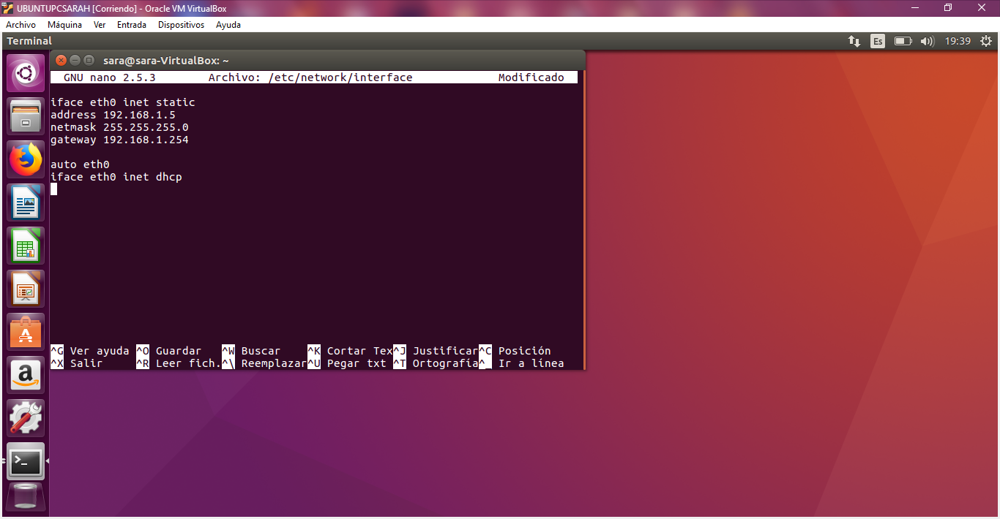 UBUNTUPCSARAH [Corriendo] - Oracle VM VirtualBox
Archivo Máquina Ver Entrada Dispositivos Ayuda
Terminal Es 19:39
sara@sara-VirtualBox: ~
GNU nano 2.5.3 Archivo: /etc/network/interface Modificado
iface eth0 inet static
address 192.168.1.5
netmask 255.255.255.0
gateway 192.168.1.254
auto eth0
iface eth0 inet dhcp
^G Ver ayuda ^O Guardar ^W Buscar ^K Cortar Tex^J Justificar^C Posición
^X Salir ^R Leer fich.^\ Reemplazar^U Pegar txt ^T Ortografía^_ Ir a línea